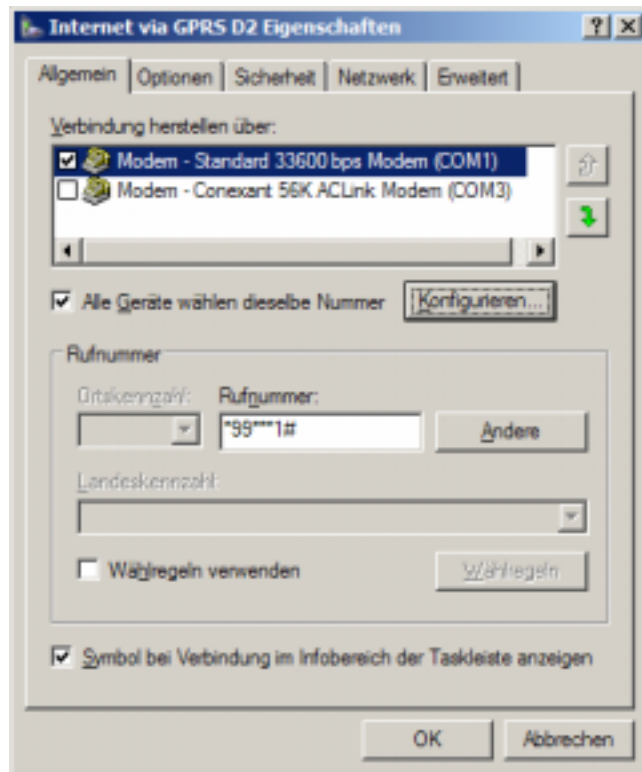 Internet via GPRS D2 Eigenschaften
Allgemein Optionen Sicherheit Netzwerk Erweitert
Verbindung herstellen über:
Modem - Standard 33600 bps Modem (COM1)
Modem - Conexant 56K ACLink Modem (COM3)
Alle Geräte wählen dieselbe Nummer Konfigurieren...
Rufnummer
Ortskennzahl: Rufnummer:
*99***1# Andere
Landeskennzahl:
Wählregeln verwenden Wählregeln
Symbol bei Verbindung im Infobereich der Taskleiste anzeigen
OK Abbrechen